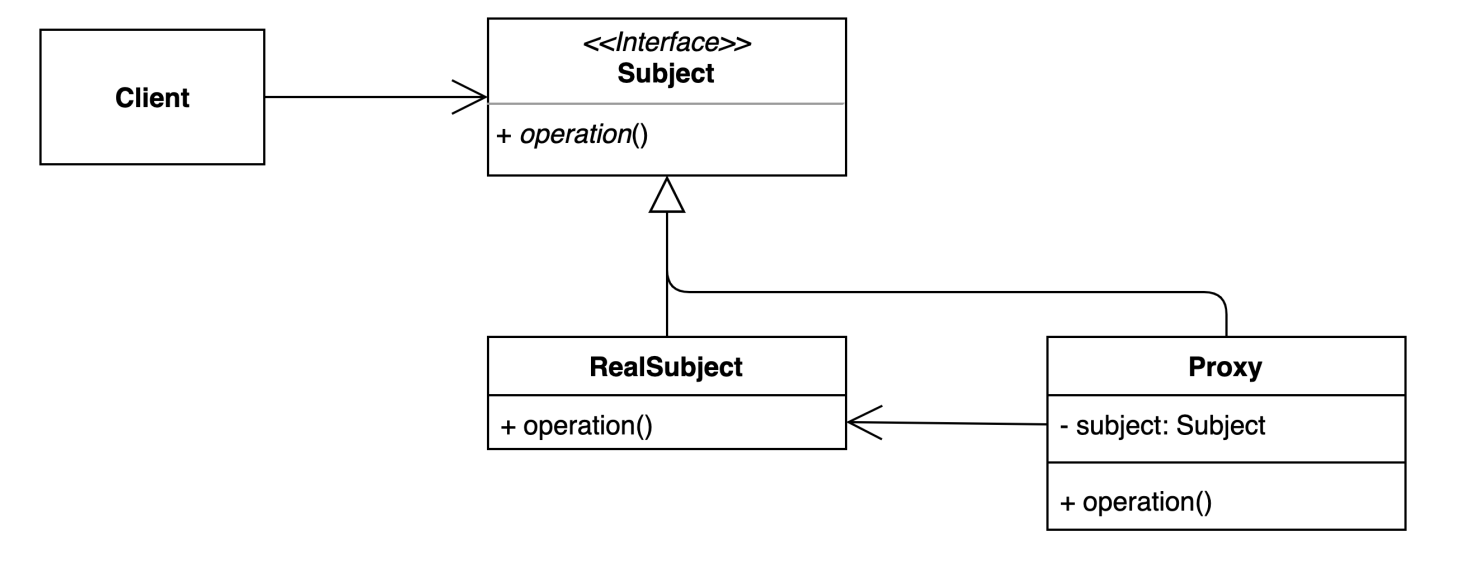 Client
<<Interface>>
Subject
+ operation()
RealSubject
+ operation()
Proxy
- subject: Subject
+ operation()